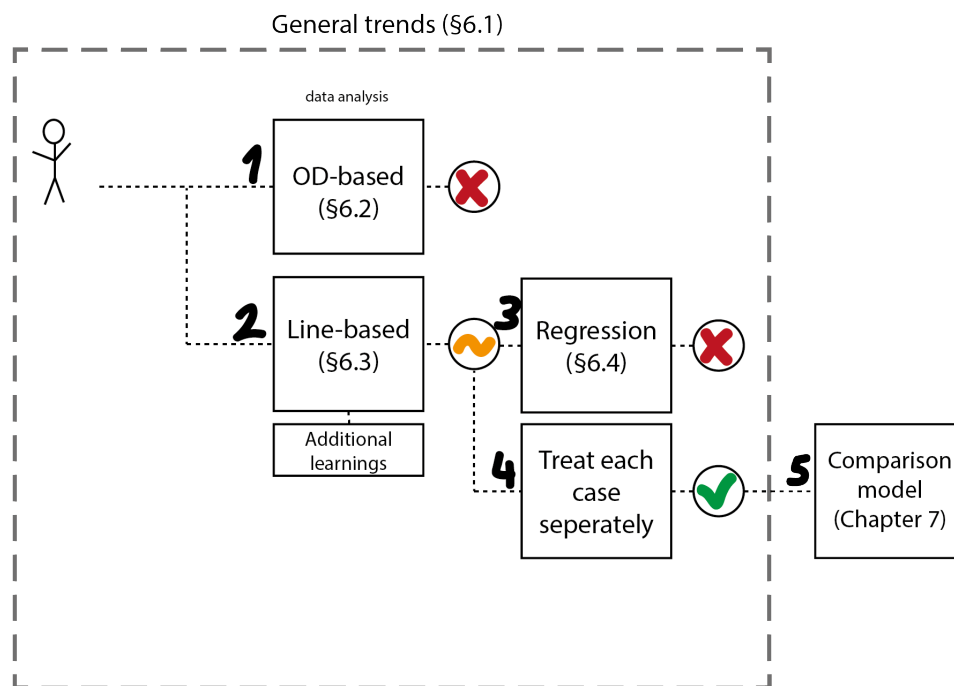 General trends (§6.1)
data analysis
1
OD-based
(§6.2)
2
Line-based
(§6.3)
3
Regression
(§6.4)
Additional
learnings
4
Treat each
case
seperately
5
Comparison
model
(Chapter 7)